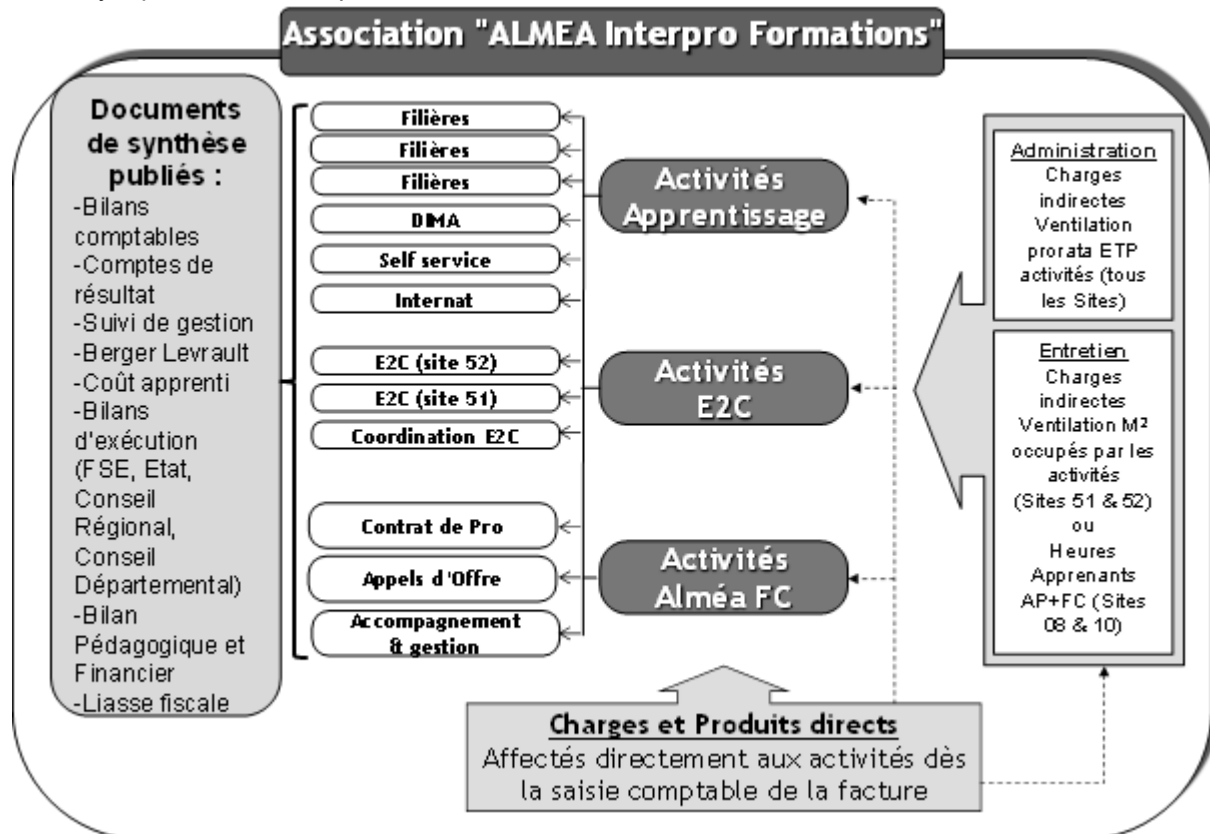 Association "ALMEA Interpro Formations"
Documents
de synthèse
publiés :
-Bilans
comptables
-Comptes de
résultat
-Suivi de gestion
-Berger Levrault
-Coût apprenti
-Bilans
d'exécution
(FSE, Etat,
Conseil
Régional,
Conseil
Départemental)
-Bilan
Pédagogique et
Financier
-Liasse fiscale
Filières
Filières
Filières
DIMA
Self service
Internat
E2C (site 52)
E2C (site 51)
Coordination E2C
Contrat de Pro
Appels d'Offre
Accompagnement
& gestion
Activités
Apprentissage
Activités
E2C
Activités
Alméa FC
Administration
Charges
indirectes
Ventilation
prorata ETP
activités (tous
les Sites)
Entretien
Charges
indirectes
Ventilation M²
occupés par les
activités
(Sites 51 & 52)
ou
Heures
Apprenants
AP+FC (Sites
08 & 10)
Charges et Produits directs
Affectés directement aux activités dès
la saisie comptable de la facture